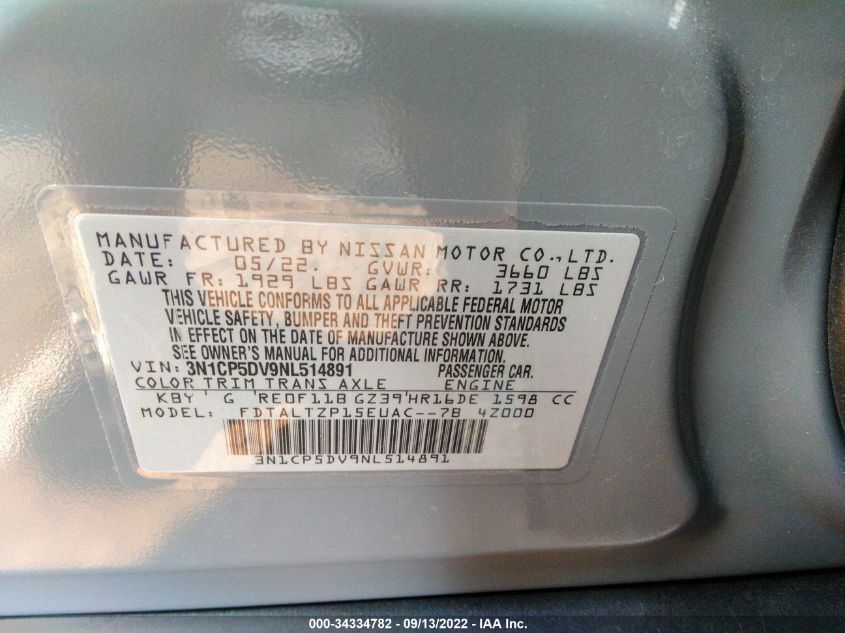 MANUFACTURED BY NISSAN MOTOR CO., LTD.
DATE: 05/22. GVWR: 3660 LBS
GAWR FR: 1929 LBS GAWR RR: 1731 LBS
THIS VEHICLE CONFORMS TO ALL APPLICABLE FEDERAL MOTOR
VEHICLE SAFETY, BUMPER AND THEFT PREVENTION STANDARDS
IN EFFECT ON THE DATE OF MANUFACTURE SHOWN ABOVE.
SEE OWNER'S MANUAL FOR ADDITIONAL INFORMATION.
VIN: 3N1CP5DV9NL514891 PASSENGER CAR.
COLOR TRIM TRANS AXLE ENGINE
KBY G RE0F11B GZ39 HR16DE 1598 CC
MODEL: FDTALTZP15EUAC--7B 4Z000
3N1CP5DV9NL514891
000-34334782 - 09/13/2022 - IAA Inc.